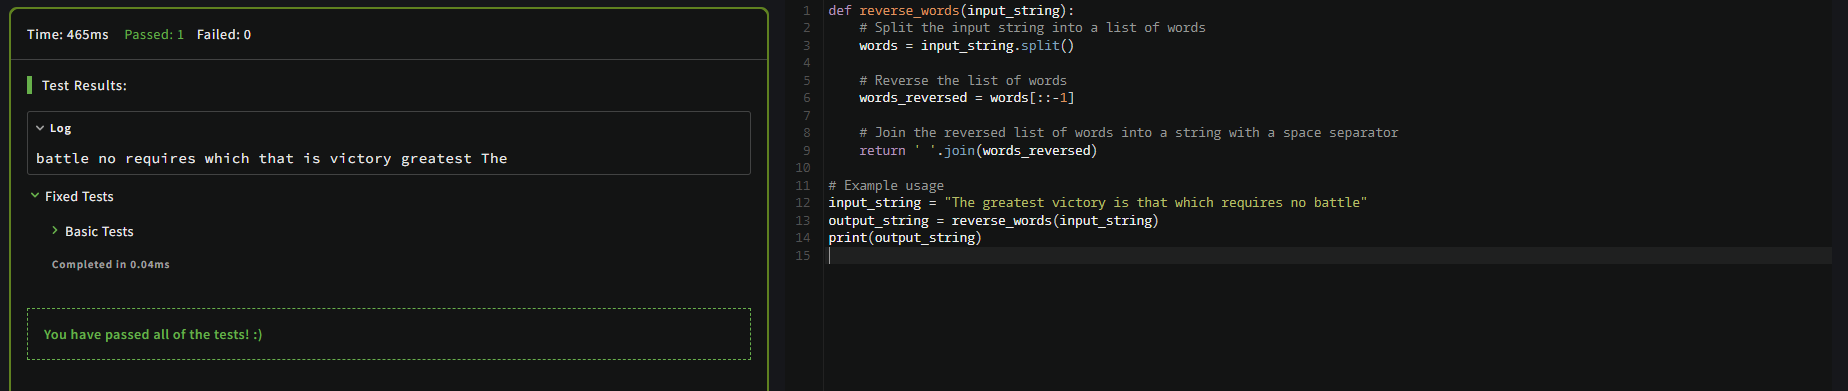 Time: 465ms Passed: 1 Failed: 0
Test Results:
Log
battle no requires which that is victory greatest The
Fixed Tests
Basic Tests
Completed in 0.04ms
You have passed all of the tests! :)
1 def reverse_words(input_string):
2     # Split the input string into a list of words
3     words = input_string.split()
4
5     # Reverse the list of words
6     words_reversed = words[::-1]
7
8     # Join the reversed list of words into a string with a space separator
9     return ' '.join(words_reversed)
10
11 # Example usage
12 input_string = "The greatest victory is that which requires no battle"
13 output_string = reverse_words(input_string)
14 print(output_string)
15